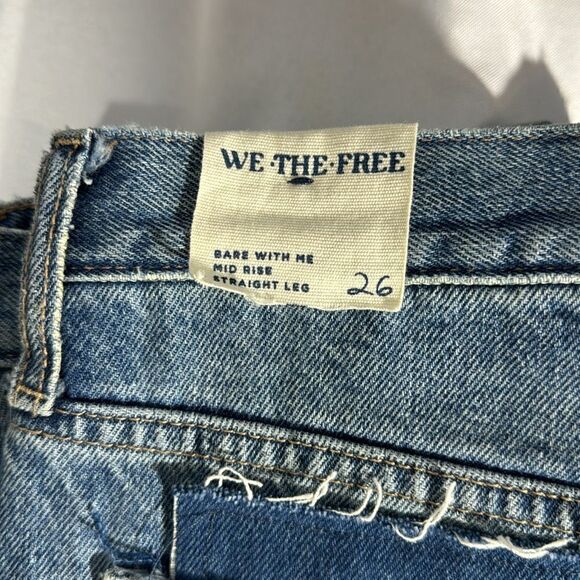 WE·THE·FREE
BARE WITH ME
MID RISE
STRAIGHT LEG 26